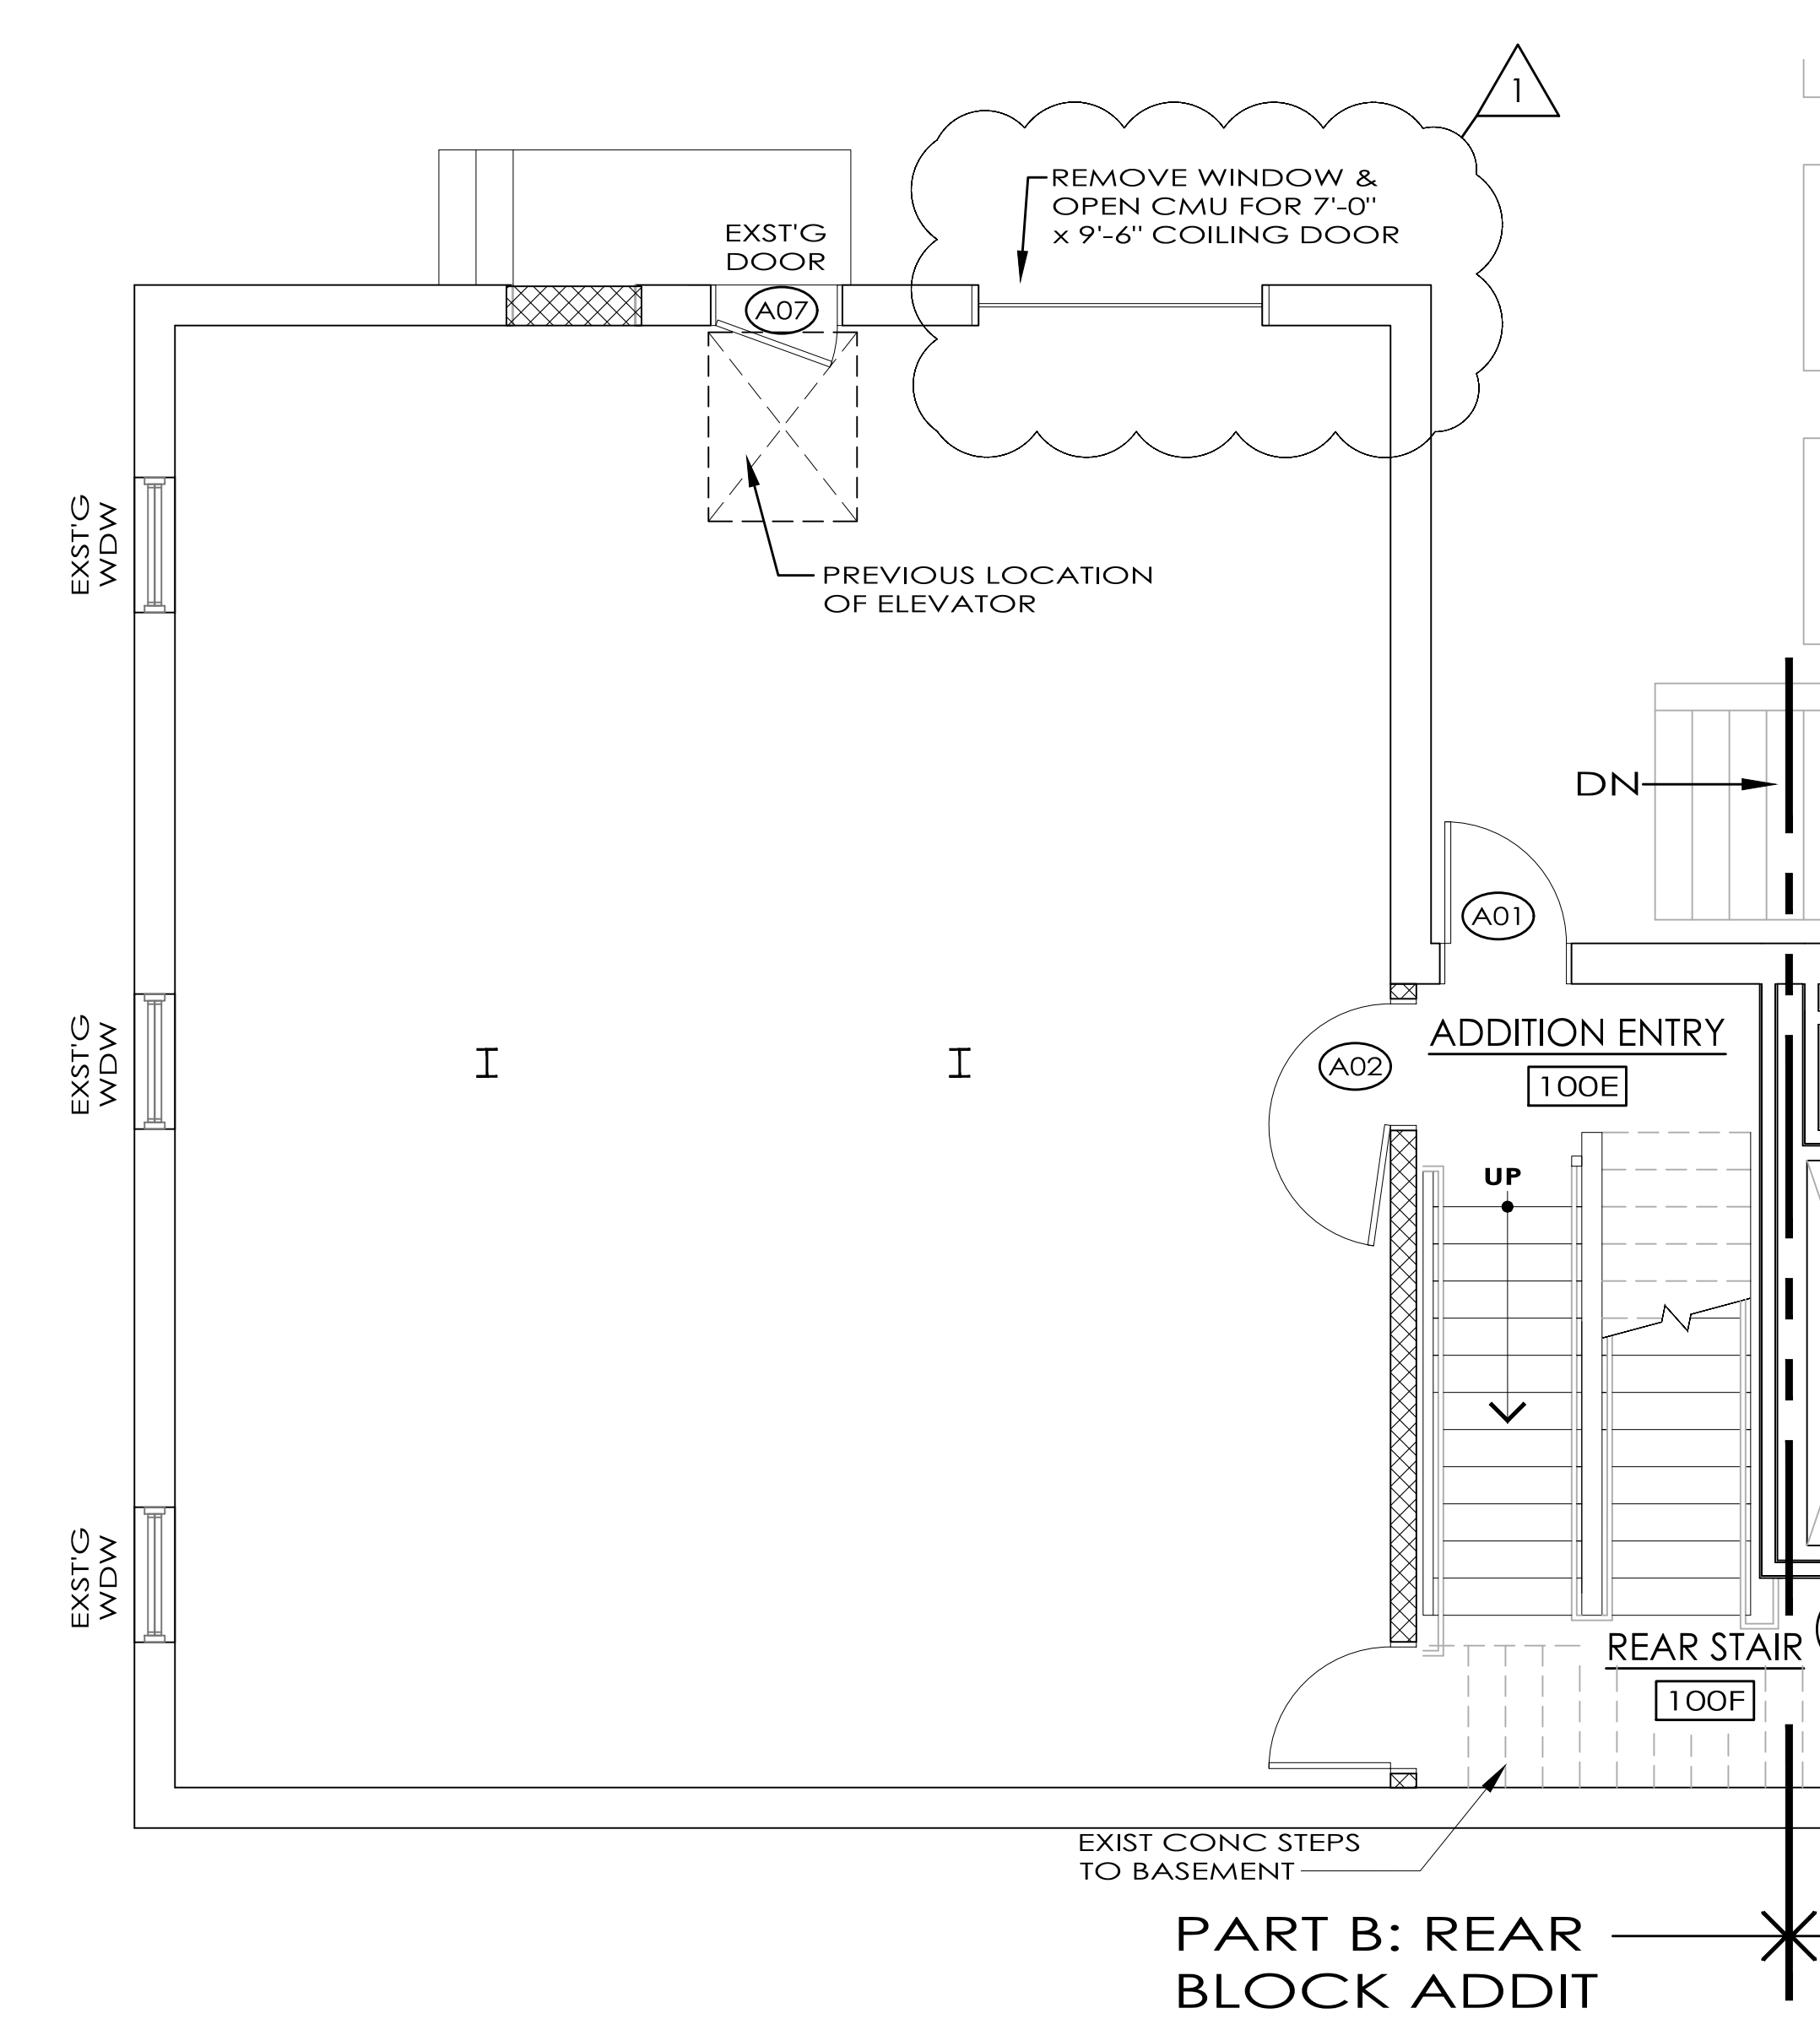 1
REMOVE WINDOW &
OPEN CMU FOR 7'-0"
x 9'-6" COILING DOOR
EXST'G
DOOR
A07
EXST'G
WDW
PREVIOUS LOCATION
OF ELEVATOR
DN
A01
EXST'G
WDW
A02
ADDITION ENTRY
100E
UP
EXST'G
WDW
REAR STAIR
100F
EXIST CONC STEPS
TO BASEMENT
PART B: REAR
BLOCK ADDIT